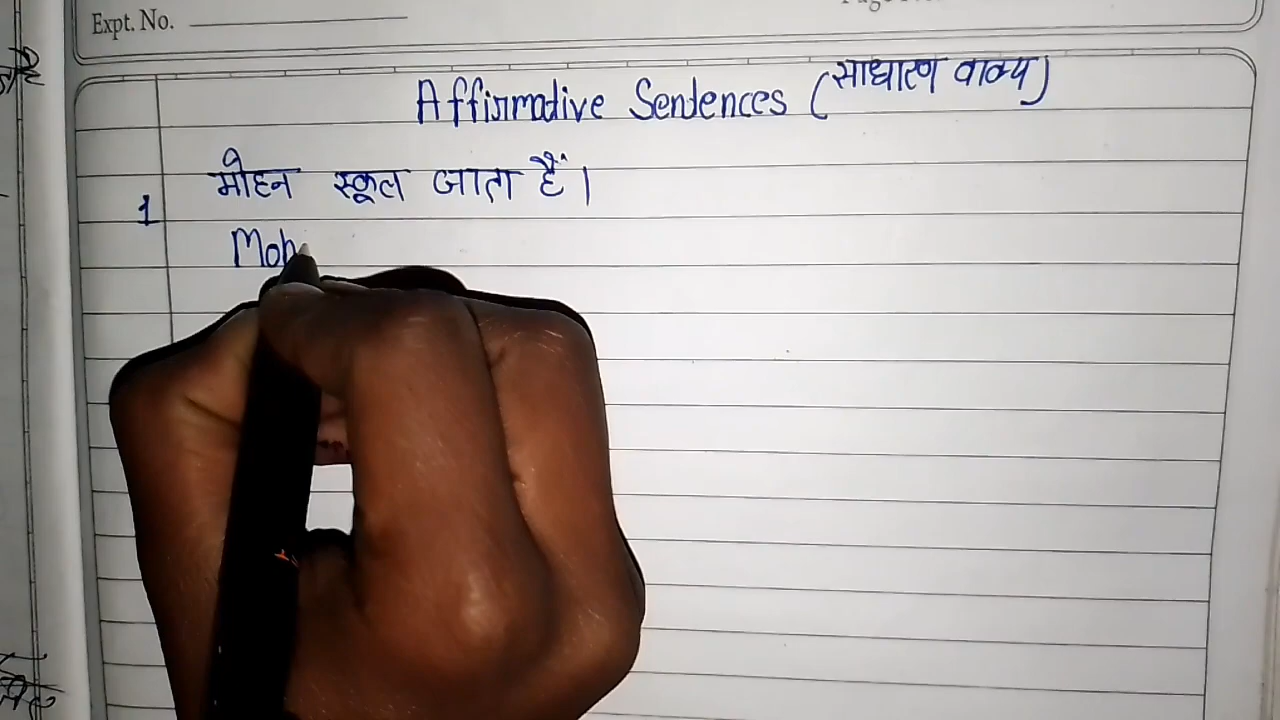 Expt. No.
Affirmative Sentences (साधारण वाक्य)
मोहन स्कूल जाता हैं।
1
Moh